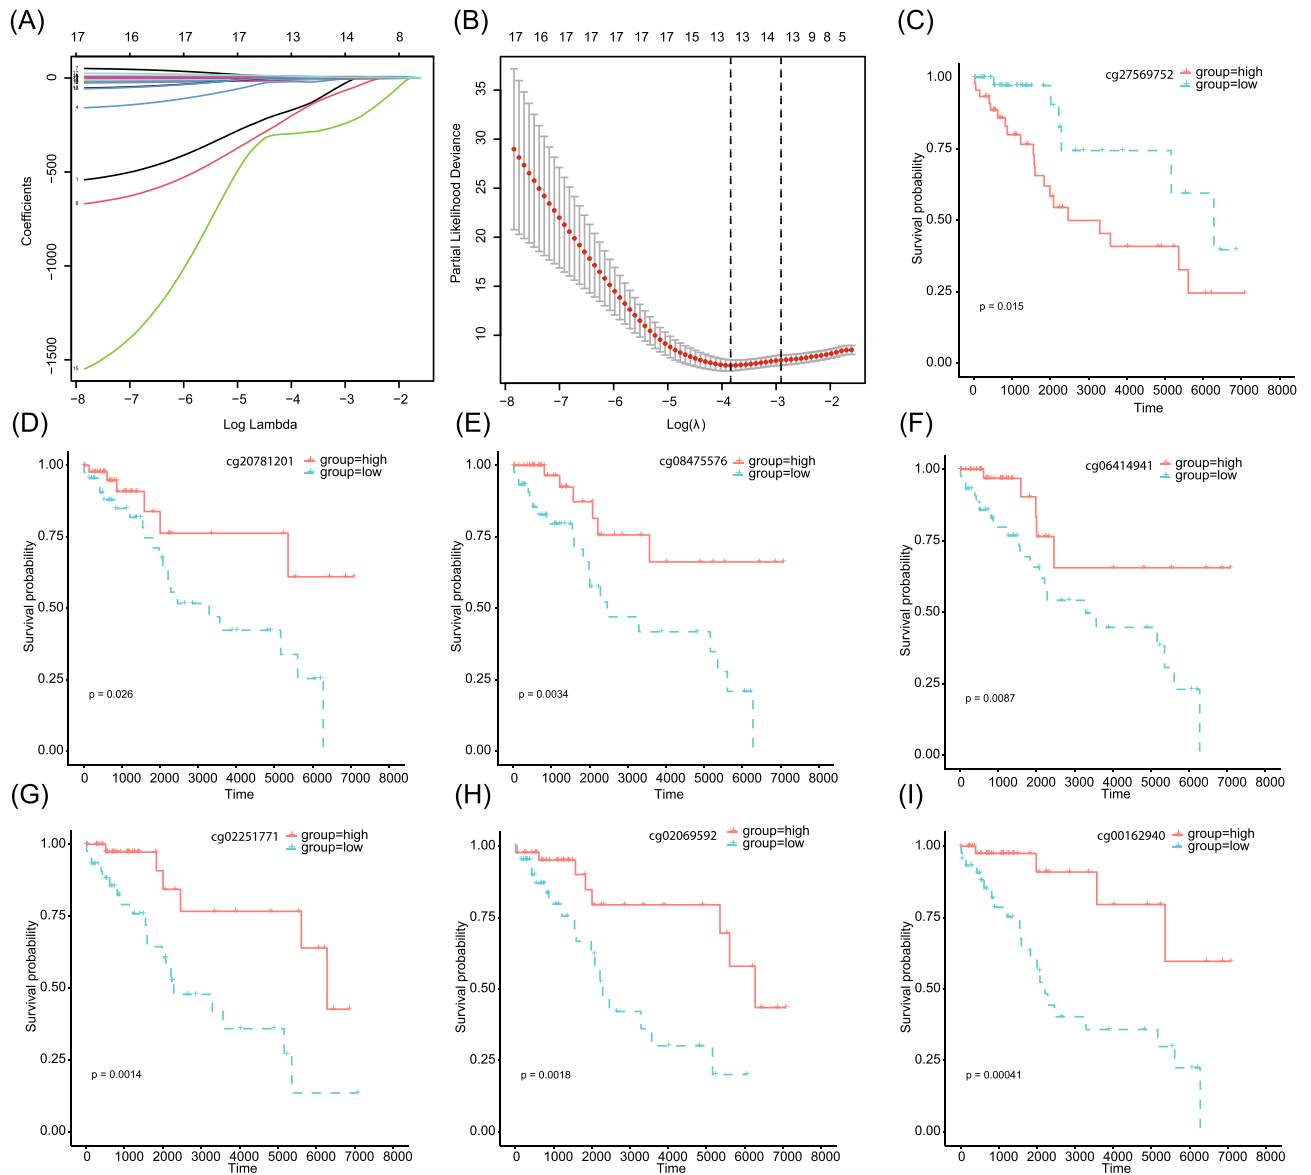 (A)
17 16 17 17 13 14 8
0
−500
−1000
−1500
Coefficients
7
10
4
1
8
15
−8 −7 −6 −5 −4 −3 −2
Log Lambda
(B)
17 16 17 17 17 17 17 15 13 13 14 13 9 8 5
35
30
25
20
15
10
Partial Likelihood Deviance
−8 −7 −6 −5 −4 −3 −2
Log(λ)
(C)
cg27569752
group=high
group=low
1.00
0.75
0.50
0.25
0.00
Survival probability
p = 0.015
0 1000 2000 3000 4000 5000 6000 7000 8000
Time
(D)
cg20781201
group=high
group=low
1.00
0.75
0.50
0.25
0.00
Survival probability
p = 0.026
0 1000 2000 3000 4000 5000 6000 7000 8000
Time
(E)
cg08475576
group=high
group=low
1.00
0.75
0.50
0.25
0.00
Survival probability
p = 0.0034
0 1000 2000 3000 4000 5000 6000 7000 8000
Time
(F)
cg06414941
group=high
group=low
1.00
0.75
0.50
0.25
0.00
Survival probability
p = 0.0087
0 1000 2000 3000 4000 5000 6000 7000 8000
Time
(G)
cg02251771
group=high
group=low
1.00
0.75
0.50
0.25
0.00
Survival probability
p = 0.0014
0 1000 2000 3000 4000 5000 6000 7000 8000
Time
(H)
cg02069592
group=high
group=low
1.00
0.75
0.50
0.25
0.00
Survival probability
p = 0.0018
0 1000 2000 3000 4000 5000 6000 7000 8000
Time
(I)
cg00162940
group=high
group=low
1.00
0.75
0.50
0.25
0.00
Survival probability
p = 0.00041
0 1000 2000 3000 4000 5000 6000 7000 8000
Time